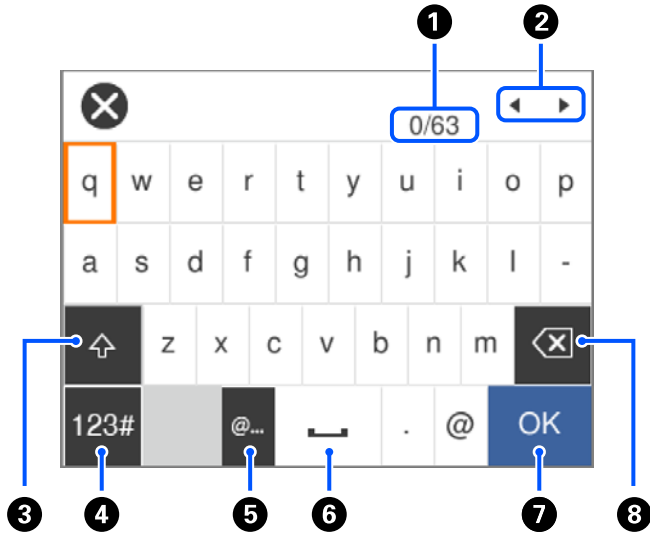 1 2
0/63
q w e r t y u i o p
a s d f g h j k l -
z x c v b n m
123# @... . @ OK
3 4 5 6 7 8